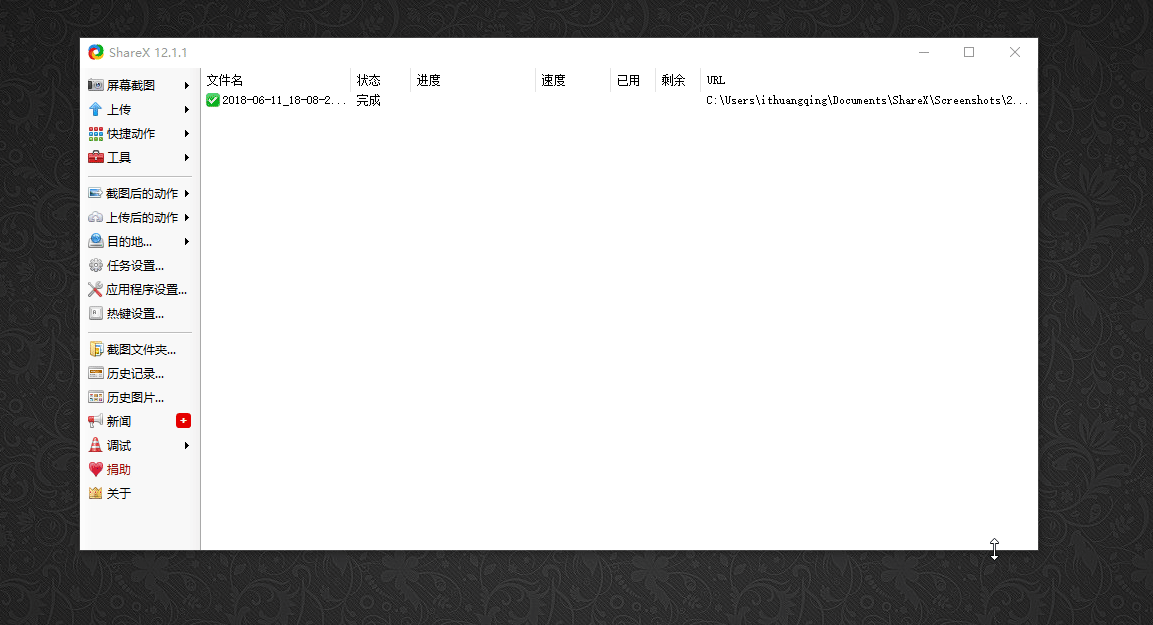 ShareX 12.1.1
屏幕截图
上传
快捷动作
工具
截图后的动作
上传后的动作
目的地...
任务设置...
应用程序设置...
热键设置...
截图文件夹...
历史记录...
历史图片...
新闻
调试
捐助
关于
文件名 状态 进度 速度 已用 剩余 URL
2018-06-11_18-08-2... 完成 C:\Users\ithuangqing\Documents\ShareX\Screenshots\2...